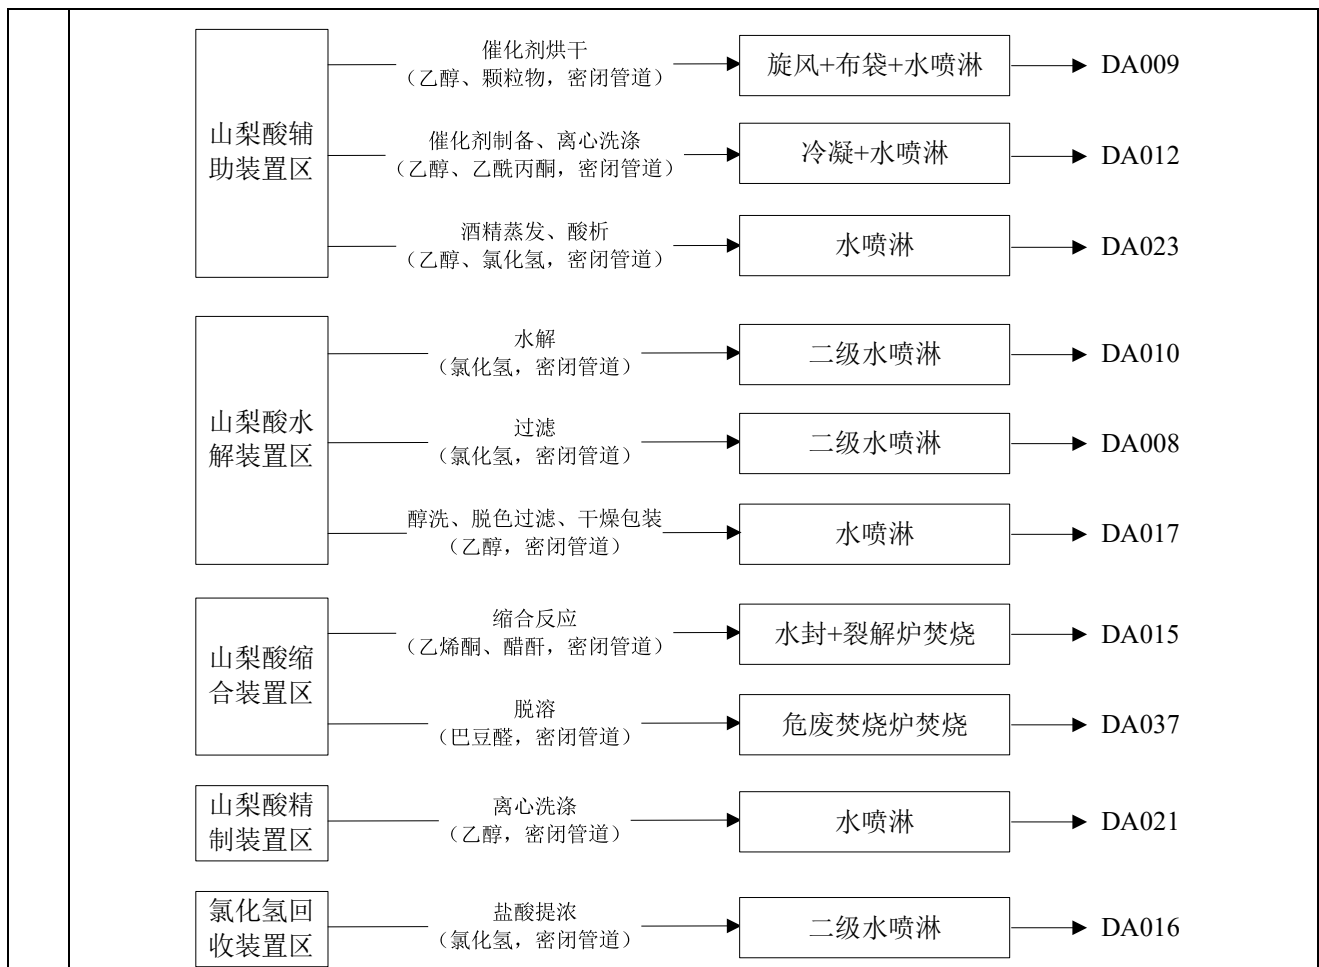 山梨酸辅
助装置区
催化剂烘干
（乙醇、颗粒物，密闭管道）
旋风+布袋+水喷淋
DA009
催化剂制备、离心洗涤
（乙醇、乙酰丙酮，密闭管道）
冷凝+水喷淋
DA012
酒精蒸发、酸析
（乙醇、氯化氢，密闭管道）
水喷淋
DA023
山梨酸水
解装置区
水解
（氯化氢，密闭管道）
二级水喷淋
DA010
过滤
（氯化氢，密闭管道）
二级水喷淋
DA008
醇洗、脱色过滤、干燥包装
（乙醇，密闭管道）
水喷淋
DA017
山梨酸缩
合装置区
缩合反应
（乙烯酮、醋酐，密闭管道）
水封+裂解炉焚烧
DA015
脱溶
（巴豆醛，密闭管道）
危废焚烧炉焚烧
DA037
山梨酸精
制装置区
离心洗涤
（乙醇，密闭管道）
水喷淋
DA021
氯化氢回
收装置区
盐酸提浓
（氯化氢，密闭管道）
二级水喷淋
DA016